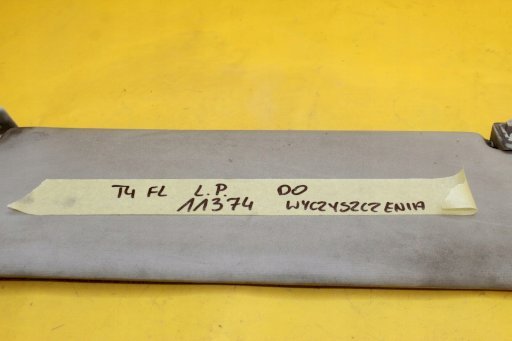 T4 FL L.P. DO
11374 WYCZYSZCZENIA